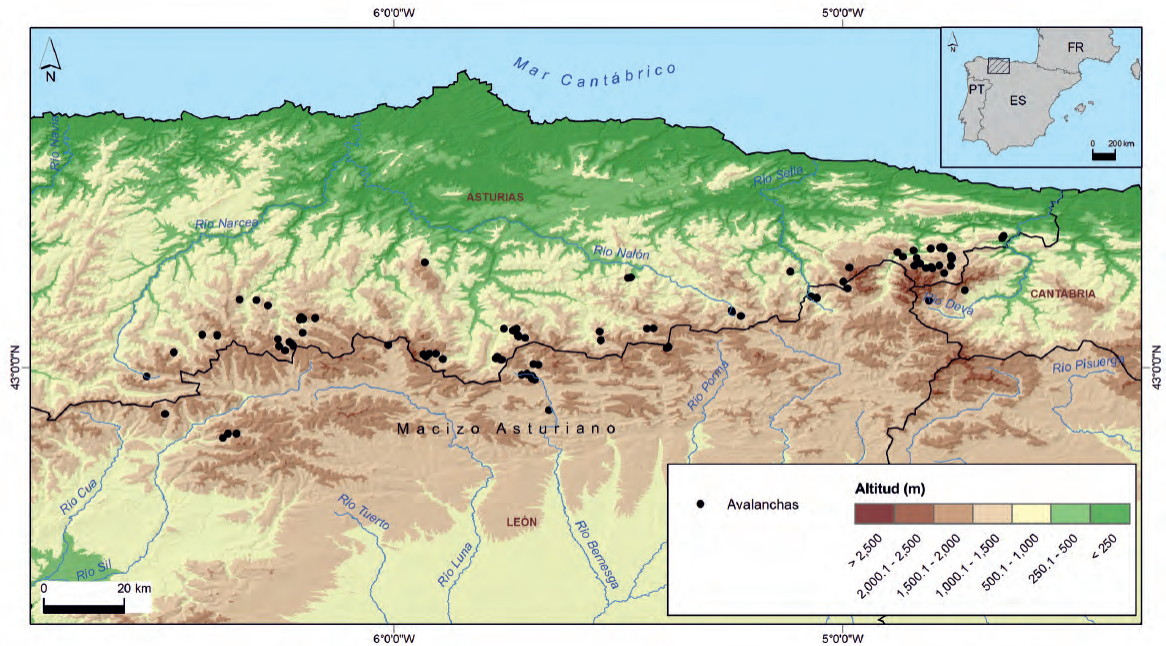 6°0'0"W
5°0'0"W
N
Mar Cantábrico
N
FR
PT
ES
0 200 km
Río Navia
Río Sella
ASTURIAS
Río Narcea
Río Nalón
CANTABRIA
Río Deva
43°0'0"N
43°0'0"N
Río Pisuerga
Río Porma
Macizo Asturiano
Río Cua
Río Tuerto
LEÓN
Río Luna
Río Bernesga
Río Sil
0 20 km
Avalanchas
Altitud (m)
> 2,500
2,000.1 - 2,500
1,500.1 - 2,000
1,000.1 - 1,500
500.1 - 1,000
250.1 - 500
< 250
6°0'0"W
5°0'0"W